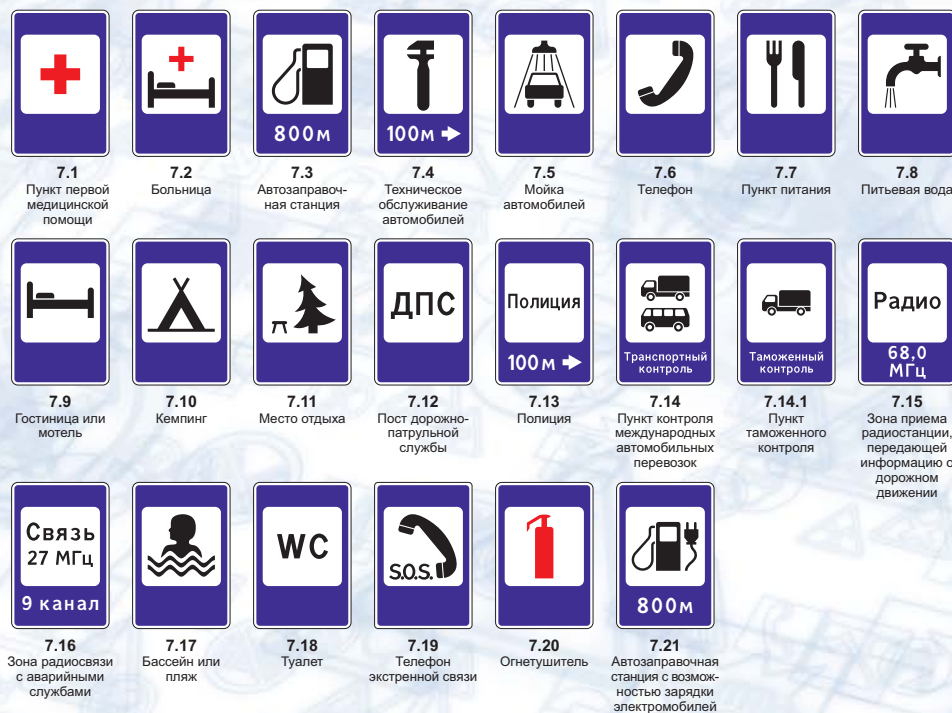 800м
100м
7.1
Пункт первой
медицинской
помощи
7.2
Больница
7.3
Автозаправоч-
ная станция
7.4
Техническое
обслуживание
автомобилей
7.5
Мойка
автомобилей
7.6
Телефон
7.7
Пункт питания
7.8
Питьевая вода
ДПС
Полиция
100м
Транспортный
контроль
Таможенный
контроль
Радио
68,0
МГц
7.9
Гостиница или
мотель
7.10
Кемпинг
7.11
Место отдыха
7.12
Пост дорожно-
патрульной
службы
7.13
Полиция
7.14
Пункт контроля
международных
автомобильных
перевозок
7.14.1
Пункт
таможенного
контроля
7.15
Зона приема
радиостанции,
передающей
информацию о
дорожном
движении
Связь
27 МГц
9 канал
WC
S.O.S.
800м
7.16
Зона радиосвязи
с аварийными
службами
7.17
Бассейн или
пляж
7.18
Туалет
7.19
Телефон
экстренной связи
7.20
Огнетушитель
7.21
Автозаправочная
станция с возмож-
ностью зарядки
электромобилей